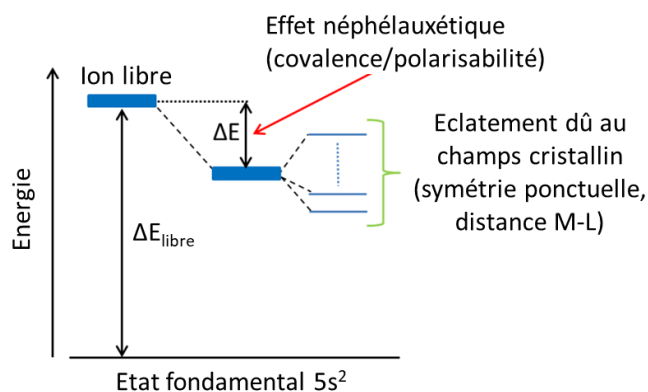 Effet néphélauxétique
(covalence/polarisabilité)
Ion libre
ΔE
Eclatement dû au
champs cristallin
(symétrie ponctuelle,
distance M-L)
Energie
ΔElibre
Etat fondamental 5s²